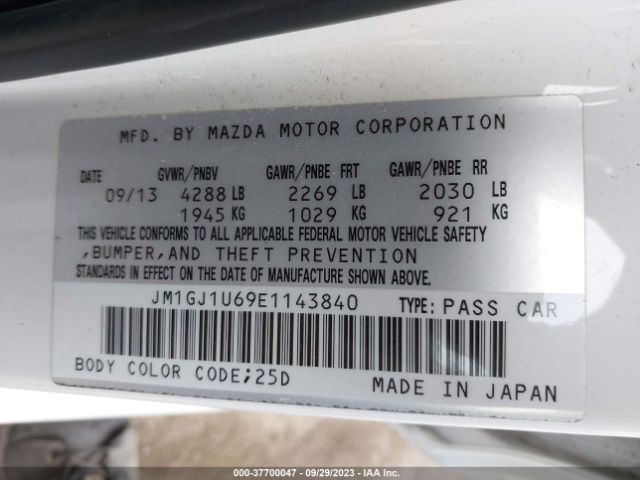 MFD. BY MAZDA MOTOR CORPORATION
DATE GVWR/PNBV GAWR/PNBE FRT GAWR/PNBE RR
09/13 4288 LB 2269 LB 2030 LB
1945 KG 1029 KG 921 KG
THIS VEHICLE CONFORMS TO ALL APPLICABLE FEDERAL MOTOR VEHICLE SAFETY
,BUMPER,AND THEFT PREVENTION
STANDARDS IN EFFECT ON THE DATE OF MANUFACTURE SHOWN ABOVE.
JM1GJ1U69E1143840 TYPE: PASS CAR
BODY COLOR CODE;25D MADE IN JAPAN
000-37700047 - 09/29/2023 - IAA Inc.